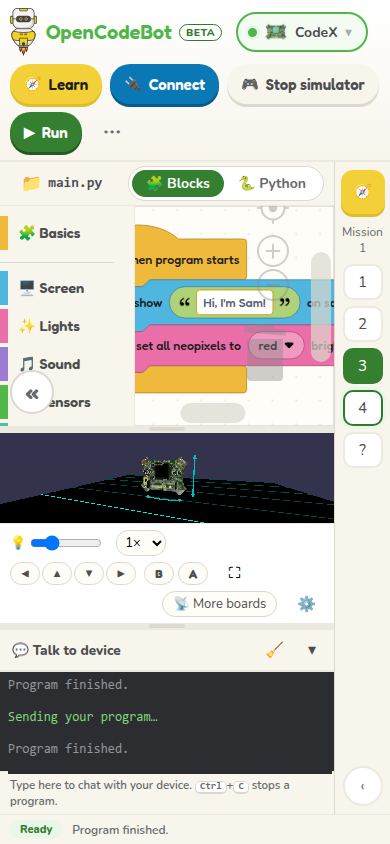 OpenCodeBot BETA CodeX ▾
Learn Connect Stop simulator
▶ Run ...
main.py Blocks Python
Mission
1
Basics
Screen
Lights
Sound
ensors
«
hen program starts
show “ Hi, I'm Sam! ” on sc
set all neopixels to red ▾ brig
1
2
3
4
?
1×
◀ ▲ ▼ ▶ B A
More boards
Talk to device ▼
Program finished.
Sending your program…
Program finished.
Type here to chat with your device. Ctrl+C stops a
program.
‹
Ready Program finished.